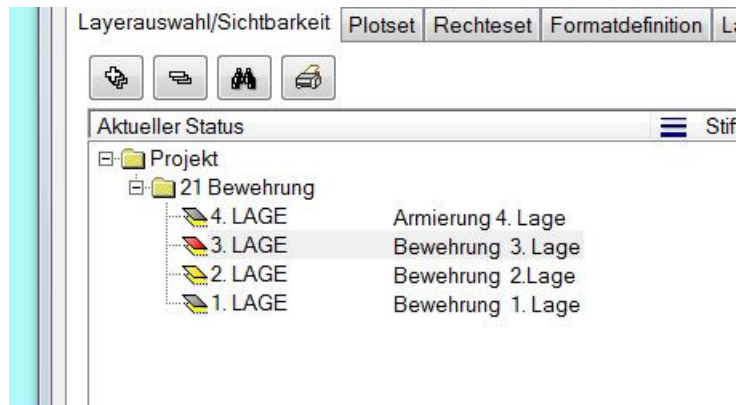 Layerauswahl/Sichtbarkeit Plotset Rechteset Formatdefinition
Aktueller Status Stif
Projekt
21 Bewehrung
4. LAGE Armierung 4. Lage
3. LAGE Bewehrung 3. Lage
2. LAGE Bewehrung 2.Lage
1. LAGE Bewehrung 1. Lage